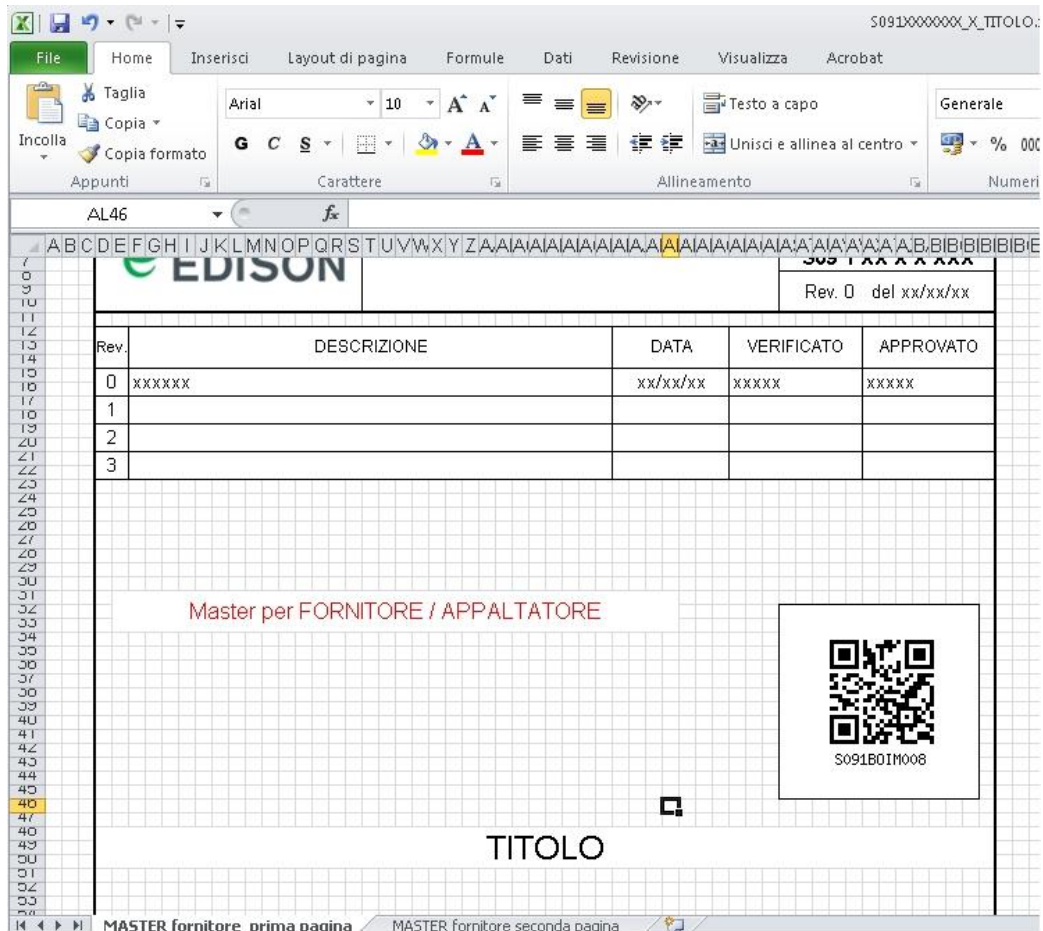 S091XXXXXXX_X_TITOLO.
File Home Inserisci Layout di pagina Formule Dati Revisione Visualizza Acrobat
Incolla
Taglia
Copia
Copia formato
Appunti
Arial 10
G C S
Carattere
Testo a capo
Unisci e allinea al centro
Allineamento
Generale
% 000
Numeri
AL46 fx
A B C D E F G H I J K L M N O P Q R S T U V W X Y Z
EDISON
Rev. 0 del xx/xx/xx
Rev. DESCRIZIONE DATA VERIFICATO APPROVATO
0 xxxxxx xx/xx/xx xxxxx xxxxx
1
2
3
Master per FORNITORE / APPALTATORE
S091BOIM008
TITOLO
MASTER fornitore prima pagina MASTER fornitore seconda pagina